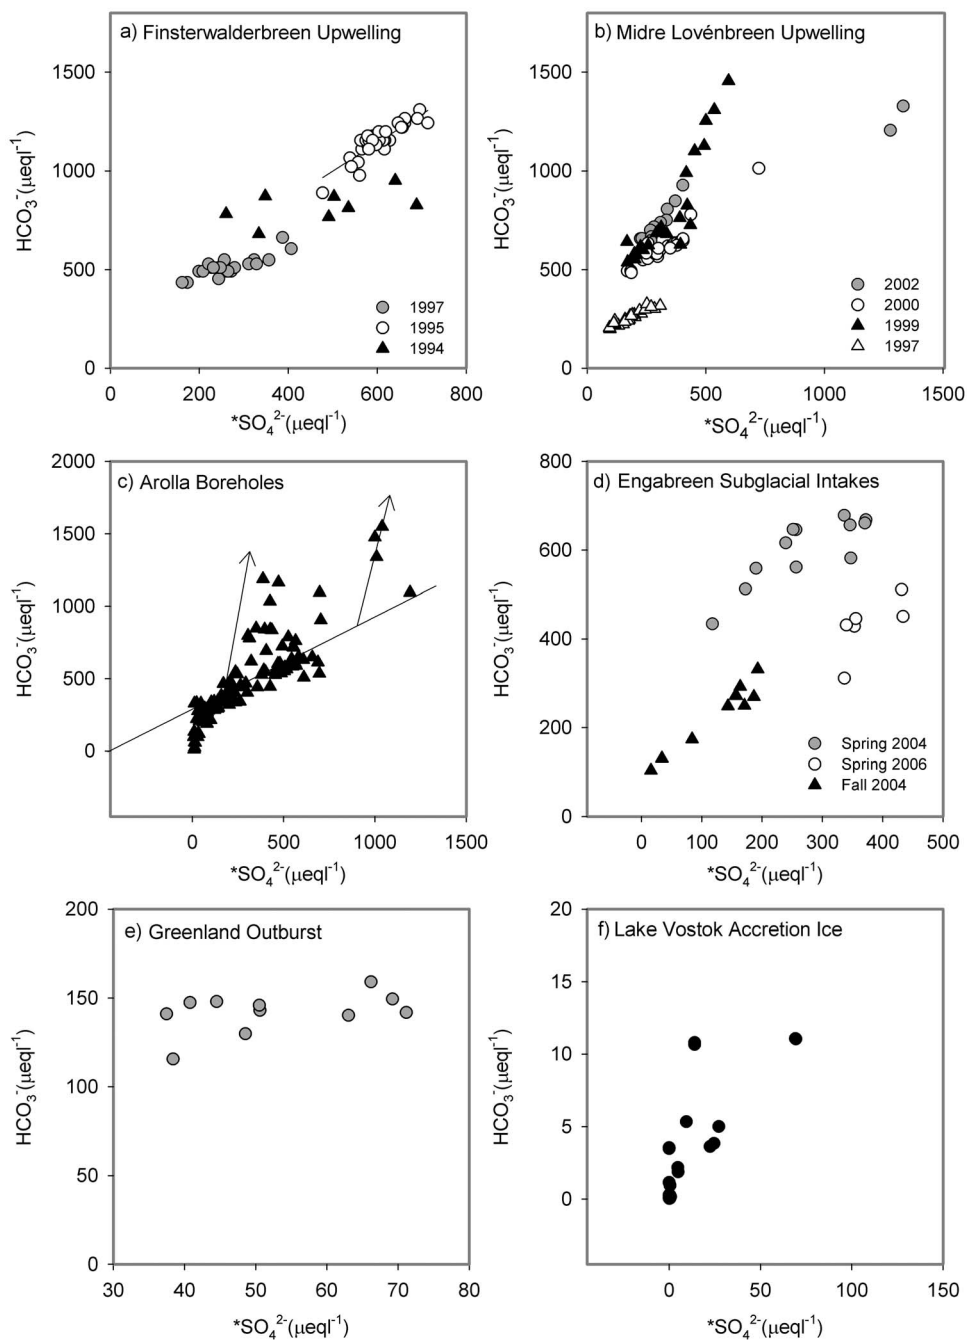 a) Finsterwalderbreen Upwelling
1500
1000
500
0
HCO₃⁻(μeql⁻¹)
1997
1995
1994
0 200 400 600 800
*SO₄²⁻(μeql⁻¹)
b) Midre Lovénbreen Upwelling
1500
1000
500
0
HCO₃⁻(μeql⁻¹)
2002
2000
1999
1997
0 500 1000 1500
*SO₄²⁻(μeql⁻¹)
c) Arolla Boreholes
2000
1500
1000
500
0
HCO₃⁻(μeql⁻¹)
0 500 1000 1500
*SO₄²⁻(μeql⁻¹)
d) Engabreen Subglacial Intakes
800
600
400
200
0
HCO₃⁻(μeql⁻¹)
Spring 2004
Spring 2006
Fall 2004
0 100 200 300 400 500
*SO₄²⁻(μeql⁻¹)
e) Greenland Outburst
200
150
100
50
0
HCO₃⁻(μeql⁻¹)
30 40 50 60 70 80
*SO₄²⁻(μeql⁻¹)
f) Lake Vostok Accretion Ice
20
15
10
5
0
HCO₃⁻(μeql⁻¹)
0 50 100 150
*SO₄²⁻(μeql⁻¹)